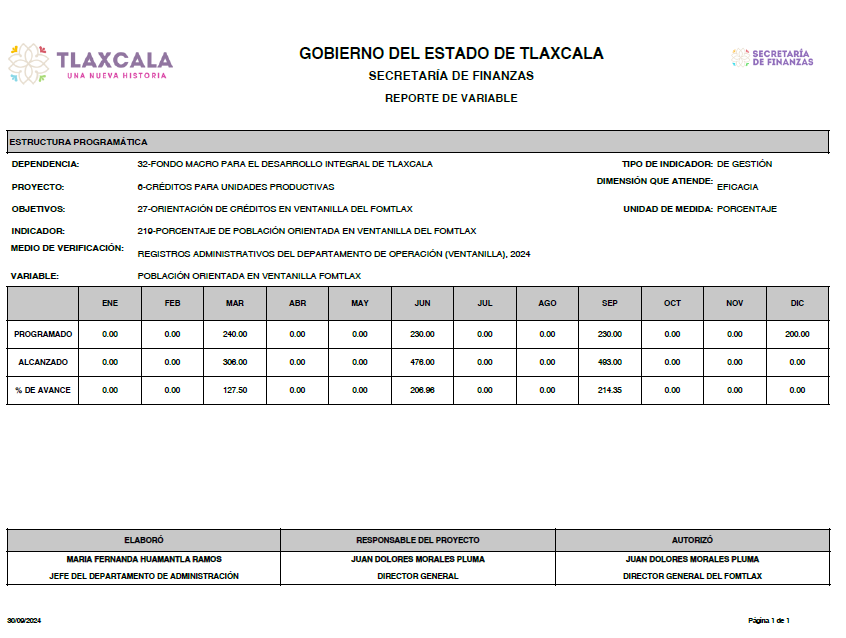 TLAXCALA
UNA NUEVA HISTORIA
GOBIERNO DEL ESTADO DE TLAXCALA
SECRETARÍA DE FINANZAS
REPORTE DE VARIABLE
SECRETARÍA
DE FINANZAS
ESTRUCTURA PROGRAMÁTICA
DEPENDENCIA: 32-FONDO MACRO PARA EL DESARROLLO INTEGRAL DE TLAXCALA TIPO DE INDICADOR: DE GESTIÓN
PROYECTO: 6-CRÉDITOS PARA UNIDADES PRODUCTIVAS DIMENSIÓN QUE ATIENDE: EFICACIA
OBJETIVOS: 27-ORIENTACIÓN DE CRÉDITOS EN VENTANILLA DEL FOMTLAX UNIDAD DE MEDIDA: PORCENTAJE
INDICADOR: 219-PORCENTAJE DE POBLACIÓN ORIENTADA EN VENTANILLA DEL FOMTLAX
MEDIO DE VERIFICACIÓN: REGISTROS ADMINISTRATIVOS DEL DEPARTAMENTO DE OPERACIÓN (VENTANILLA), 2024
VARIABLE: POBLACIÓN ORIENTADA EN VENTANILLA FOMTLAX
ENE FEB MAR ABR MAY JUN JUL AGO SEP OCT NOV DIC
PROGRAMADO 0.00 0.00 240.00 0.00 0.00 230.00 0.00 0.00 230.00 0.00 0.00 200.00
ALCANZADO 0.00 0.00 306.00 0.00 0.00 476.00 0.00 0.00 493.00 0.00 0.00 0.00
% DE AVANCE 0.00 0.00 127.50 0.00 0.00 206.96 0.00 0.00 214.35 0.00 0.00 0.00
ELABORÓ RESPONSABLE DEL PROYECTO AUTORIZÓ
MARIA FERNANDA HUAMANTLA RAMOS JUAN DOLORES MORALES PLUMA JUAN DOLORES MORALES PLUMA
JEFE DEL DEPARTAMENTO DE ADMINISTRACIÓN DIRECTOR GENERAL DIRECTOR GENERAL DEL FOMTLAX
30/09/2024 Página 1 de 1